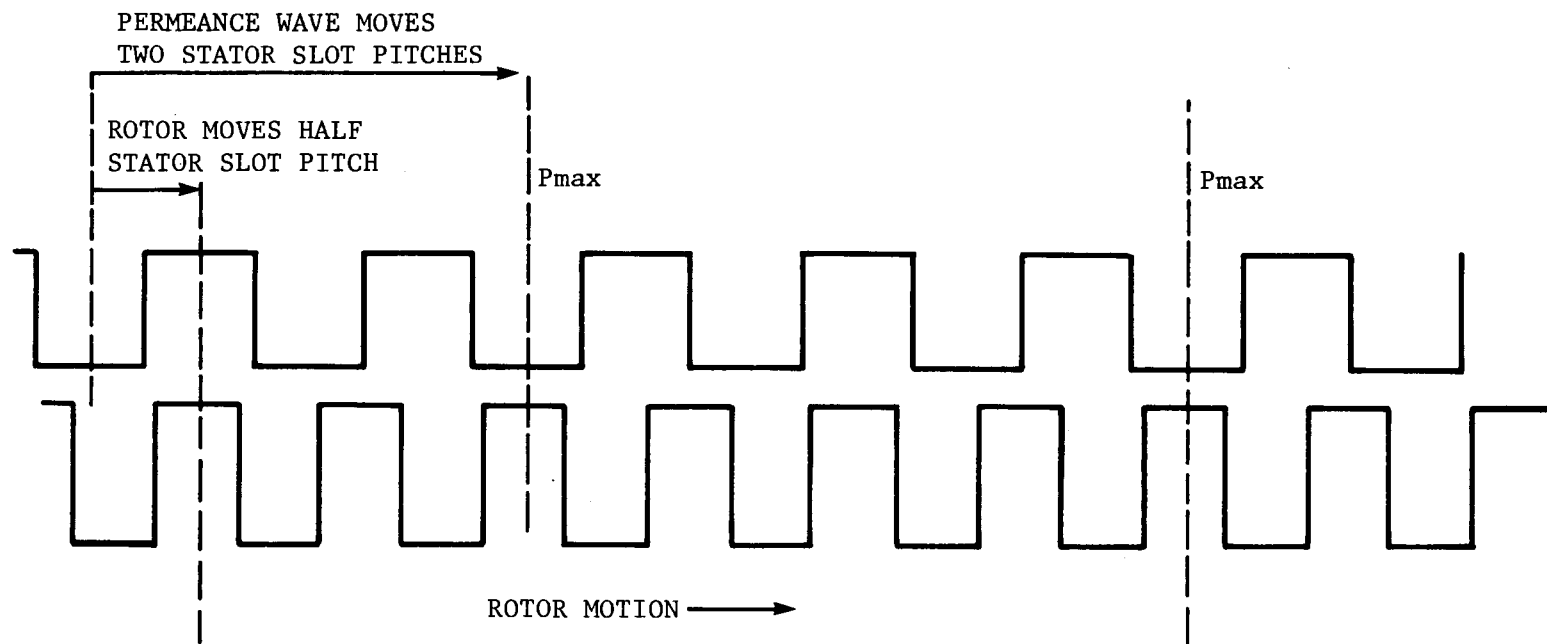 PERMEANCE WAVE MOVES
TWO STATOR SLOT PITCHES
ROTOR MOVES HALF
STATOR SLOT PITCH
Pmax
Pmax
ROTOR MOTION